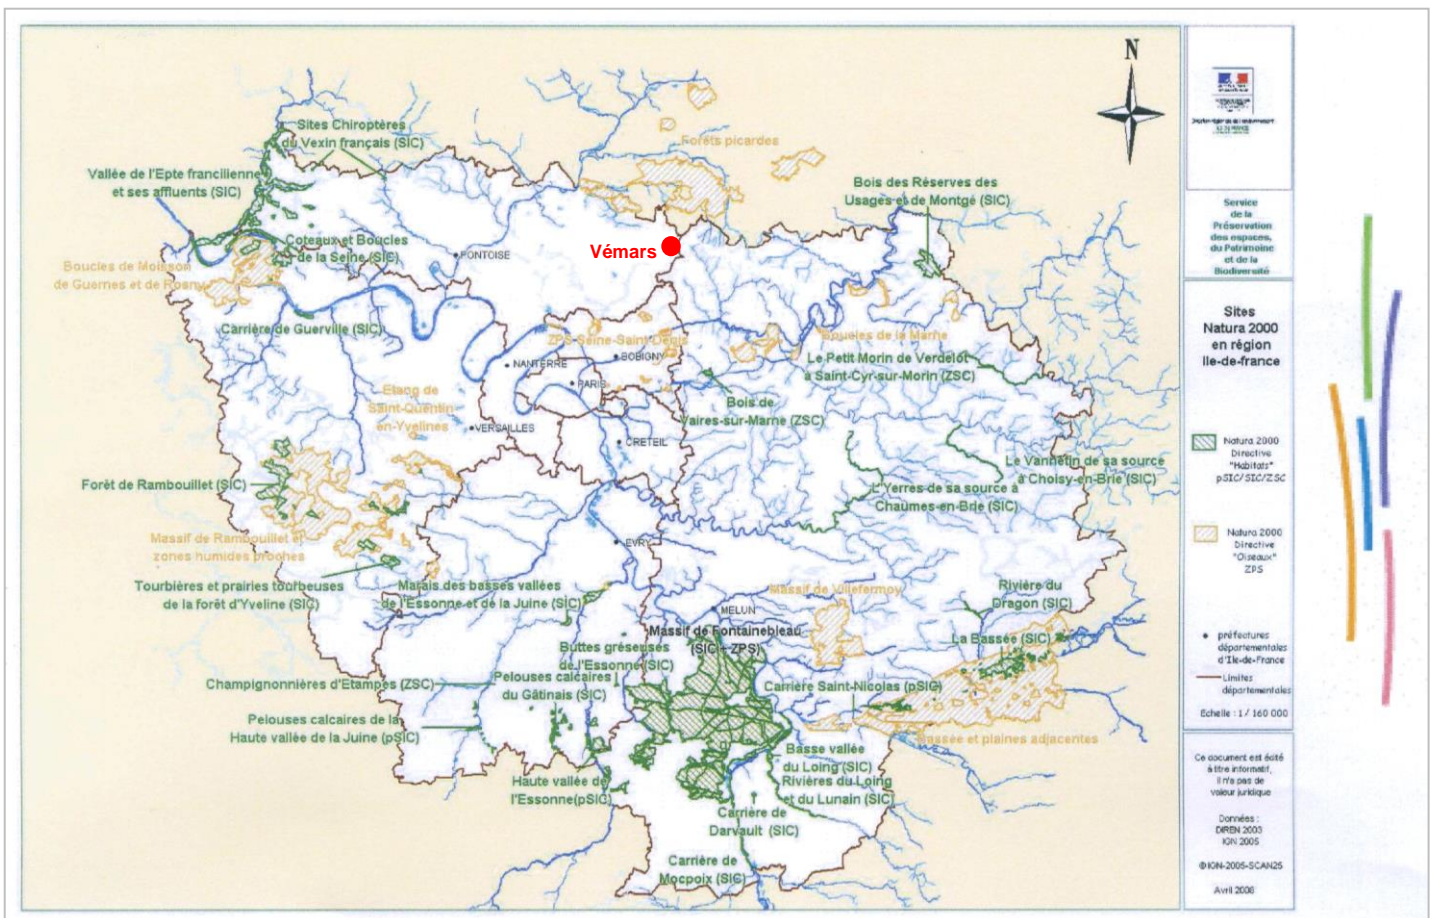 N
Sites Chiroptères
du Vexin français (SIC)
Forêts picardes
Vallée de l'Epte francilienne
et ses affluents (SIC)
Bois des Réserves des
Usages et de Montgé (SIC)
Vémars
Coteaux et Boucles
de la Seine (SIC)
PONTOISE
Boucles de Moisson
de Guernes et de Rosny
Carrière de Guerville (SIC)
ZPS Seine-Saint-Denis
BOBIGNY
Boucles de la Marne
NANTERRE
PARIS
Le Petit Morin de Verdelot
à Saint-Cyr-sur-Morin (ZSC)
Etang de
Saint-Quentin
en-Yvelines
Bois de
Vaires-sur-Marne (ZSC)
VERSAILLES
CRETEIL
Le Vannetin de sa source
à Choisy-en-Brie (SIC)
Forêt de Rambouillet (SIC)
L'Yerres de sa source à
Chaumes-en-Brie (SIC)
Massif de Rambouillet et
zones humides proches
EVRY
Tourbières et prairies tourbeuses
de la forêt d'Yveline (SIC)
Marais des basses vallées
de l'Essonne et de la Juine (SIC)
Massif de Villefermoy
Rivière du
Dragon (SIC)
MELUN
Massif de Fontainebleau
(SIC + ZPS)
La Bassée (SIC)
Buttes gréseuses
de l'Essonne (SIC)
Champignonnières d'Etampes (ZSC)
Pelouses calcaires
du Gâtinais (SIC)
Carrière Saint-Nicolas (pSIC)
Pelouses calcaires de la
Haute vallée de la Juine (pSIC)
Bassée et plaines adjacentes
Basse vallée
du Loing (SIC)
Haute vallée de
l'Essonne(pSIC)
Rivières du Loing
et du Lunain (SIC)
Carrière de
Darvault (SIC)
Carrière de
Mocpoix (SIC)
Service
de la
Préservation
des espaces,
du Patrimoine
et de la
Biodiversité
Sites
Natura 2000
en région
Ile-de-france
Natura 2000
Directive
"Habitats"
pSIC/SIC/ZSC
Natura 2000
Directive
"Oiseaux"
ZPS
préfectures
départementales
d'Ile-de-France
Limites
départementales
Echelle : 1 / 160 000
Ce document est édité
à titre informatif,
il n'a pas de
valeur juridique
Données :
DIREN 2003
IGN 2005
©IGN-2005-SCAN25
Avril 2008